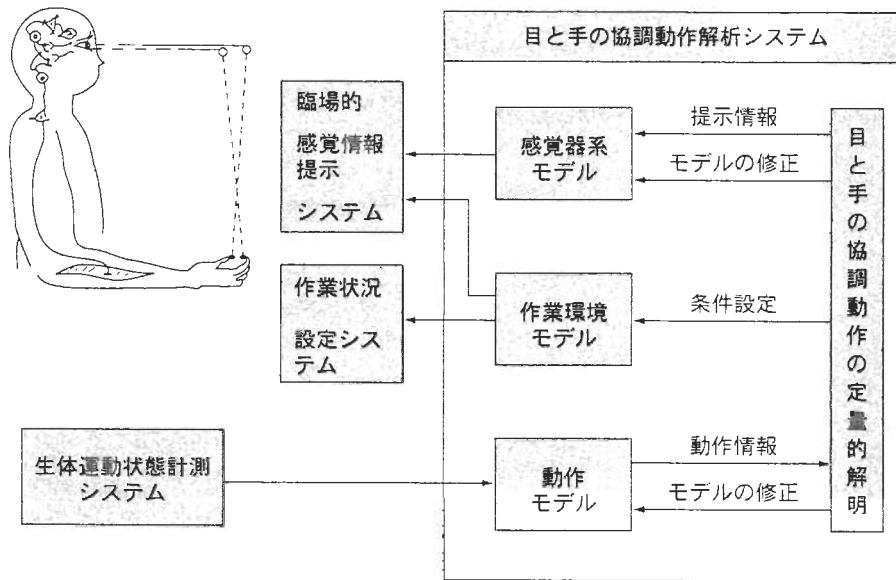 目と手の協調動作解析システム
臨場的
感覚情報
提示
システム
感覚器系
モデル
提示情報
モデルの修正
作業状況
設定シス
テム
作業環境
モデル
条件設定
生体運動状態計測
システム
動作
モデル
動作情報
モデルの修正
目と手の協調動作の定量的解明